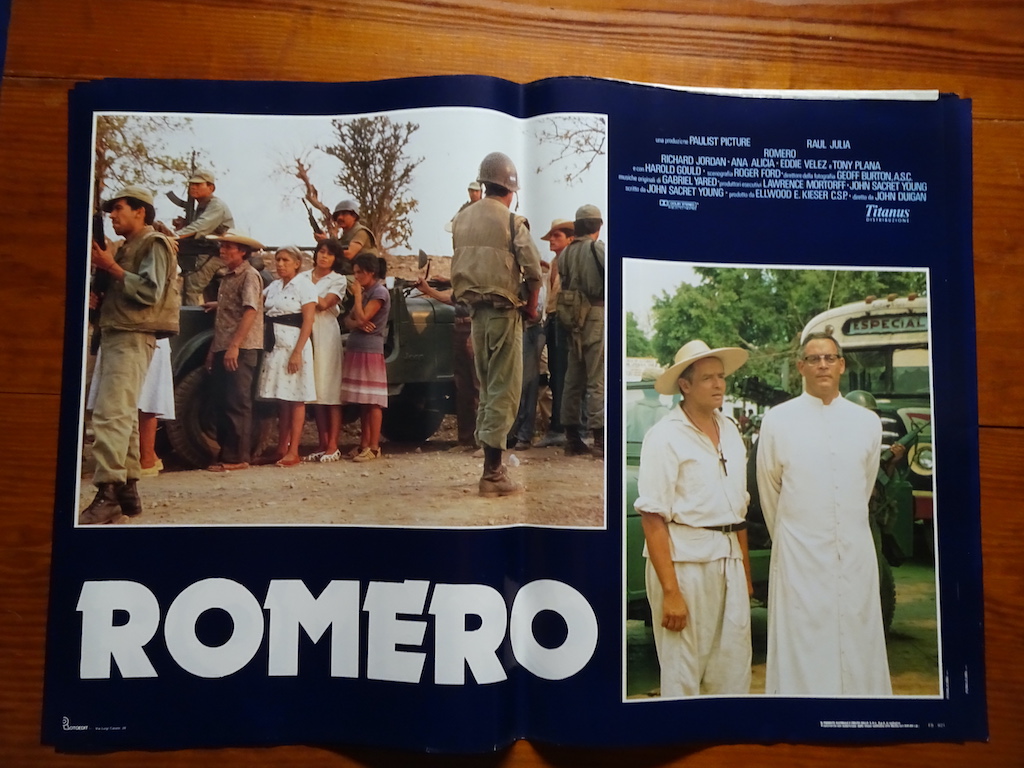 una produzione PAULIST PICTURE RAUL JULIA
ROMERO
RICHARD JORDAN · ANA ALICIA · EDDIE VELEZ e TONY PLANA
e con HAROLD GOULD · scenografia ROGER FORD · direttore della fotografia GEOFF BURTON, A.S.C.
musiche originali di GABRIEL YARED · produttori esecutivi LAWRENCE MORTORFF · JOHN SACRET YOUNG
scritto da JOHN SACRET YOUNG · prodotto da ELLWOOD E. KIESER C.S.P. · diretto da JOHN DUIGAN
Titanus
DISTRIBUZIONE
ESPECIAL
ROMERO